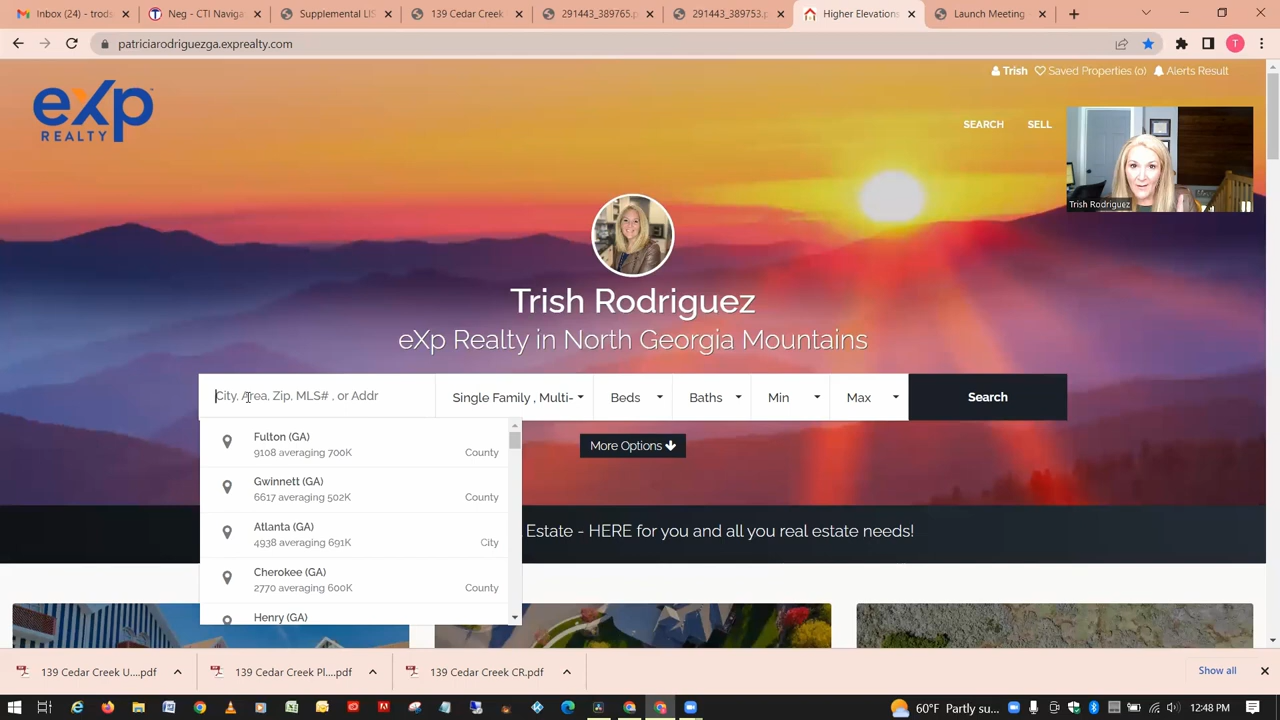 Inbox (24) - trods
Neg - CTI Naviga
Supplemental LIS
139 Cedar Creek
291443_389765.p
291443_389753.p
Higher Elevations
Launch Meeting
patriciarodriguezga.exprealty.com
T
Trish
Saved Properties (0)
Alerts Result
eXp
REALTY
SEARCH
SELL
Trish Rodriguez
Trish Rodriguez
eXp Realty in North Georgia Mountains
City, Area, Zip, MLS# , or Addr
Single Family , Multi-
Beds
Baths
Min
Max
Search
More Options
Fulton (GA)
9108 averaging 700K
County
Gwinnett (GA)
6617 averaging 502K
County
Atlanta (GA)
4938 averaging 691K
City
Cherokee (GA)
2770 averaging 600K
County
Henry (GA)
Estate - HERE for you and all you real estate needs!
139 Cedar Creek U....pdf
139 Cedar Creek Pl....pdf
139 Cedar Creek CR.pdf
Show all
60°F Partly su...
12:48 PM